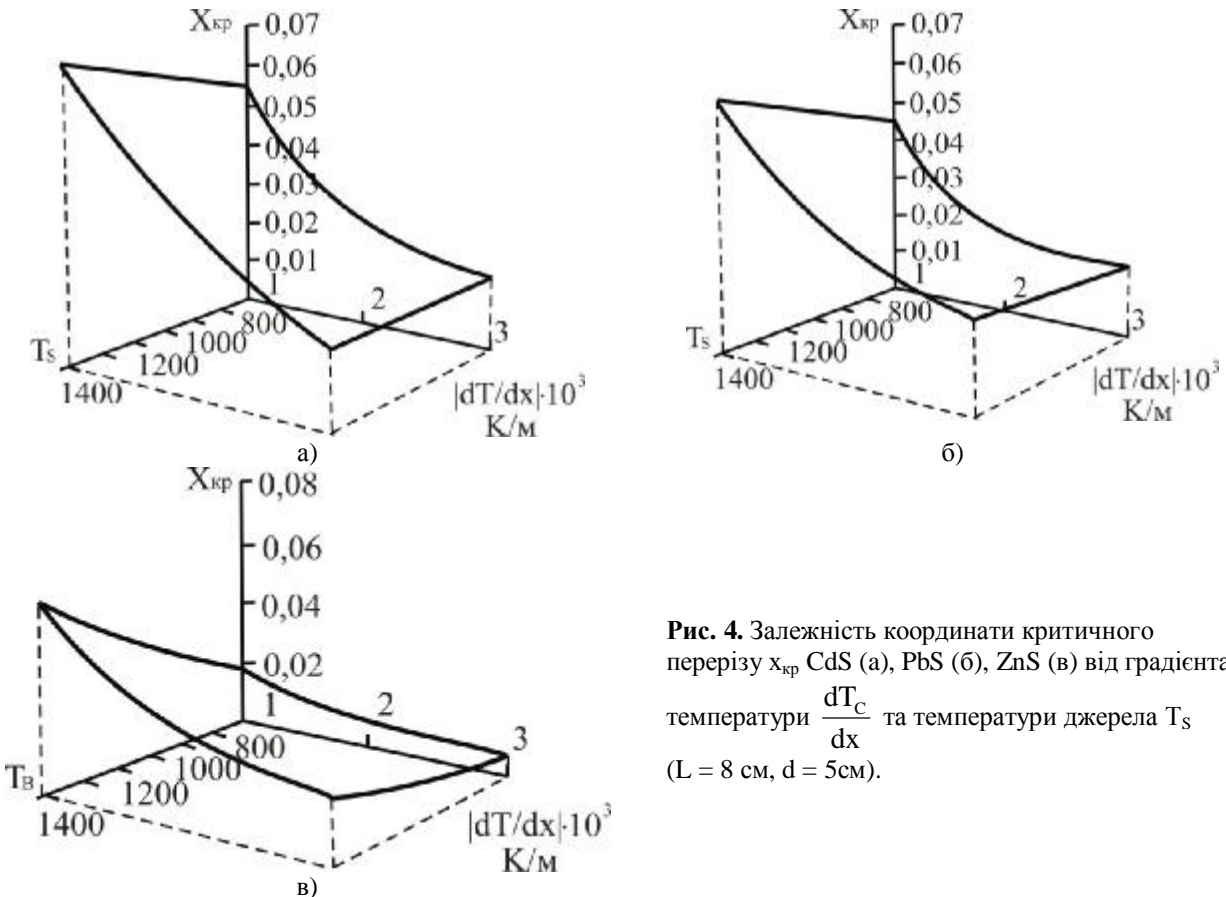 Xкр
0,07
0,06
0,05
0,04
0,03
0,02
0,01
1
2
3
800
1000
1200
1400
TS
|dT/dx|·10³
К/м
а)
Xкр
0,07
0,06
0,05
0,04
0,03
0,02
0,01
1
2
3
800
1000
1200
1400
TS
|dT/dx|·10³
К/м
б)
Xкр
0,08
0,06
0,04
0,02
1
2
3
800
1000
1200
1400
TВ
|dT/dx|·10³
К/м
в)
Рис. 4. Залежність координати критичного
перерізу xкр CdS (а), PbS (б), ZnS (в) від градієнта
температури dTC/dx та температури джерела TS
(L = 8 см, d = 5см).